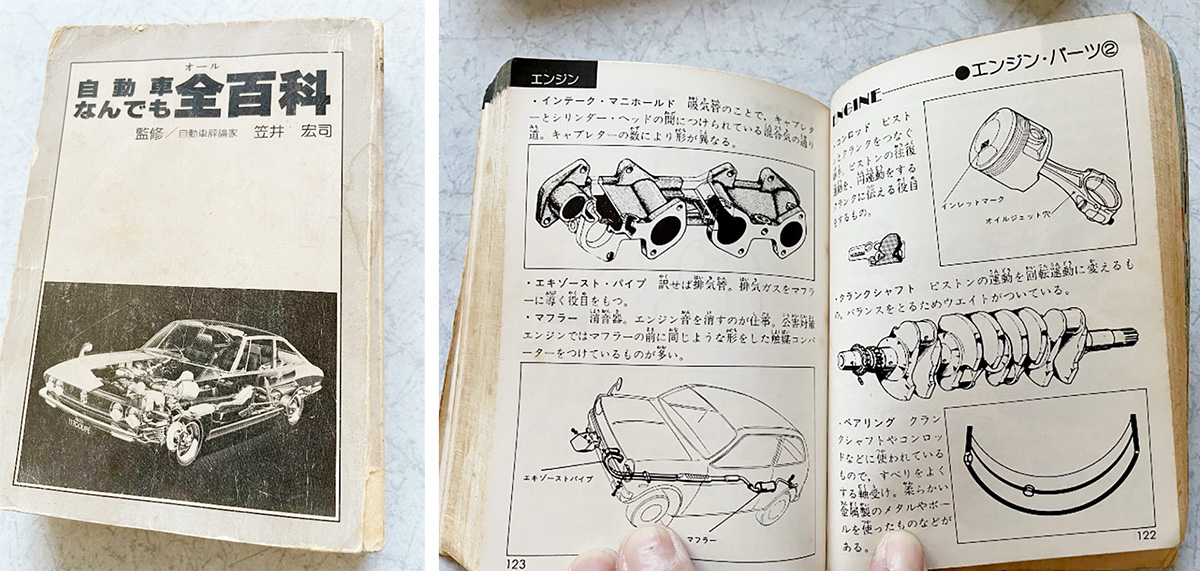 オール
自動車
なんでも全百科
監修／自動車評論家 笠井 宏司
エンジン
・インテーク・マニホールド 吸気管のことで、キャブレタ
ーとシリンダー・ヘッドの間につけられている混合気の通り
道。キャブレターの数により形が異なる。
・エキゾースト・パイプ 訳せば排気管。排気ガスをマフラ
ーに導く役目をもつ。
・マフラー 消音器。エンジン音を消すのが仕事。公害対策
エンジンではマフラーの前に同じような形をした触媒コンバ
ーターをつけているものが多い。
エキゾーストパイプ
マフラー
123
●エンジン・パーツ②
ENGINE
・コンロッド ピスト
とクランクをつなぐ
ピストンの往復
運動を、円運動をする
クランクに伝える役目
をするもの。
インレットマーク
オイルジェット穴
・クランクシャフト ピストンの運動を回転運動に変えるも
の。バランスをとるためウエイトがついている。
・ベアリング クラン
クシャフトやコンロッ
ドなどに使われている
もので、すべりをよく
する軸受け。柔らかい
金属製のメタルやボー
ルを使ったものなどが
ある。
122